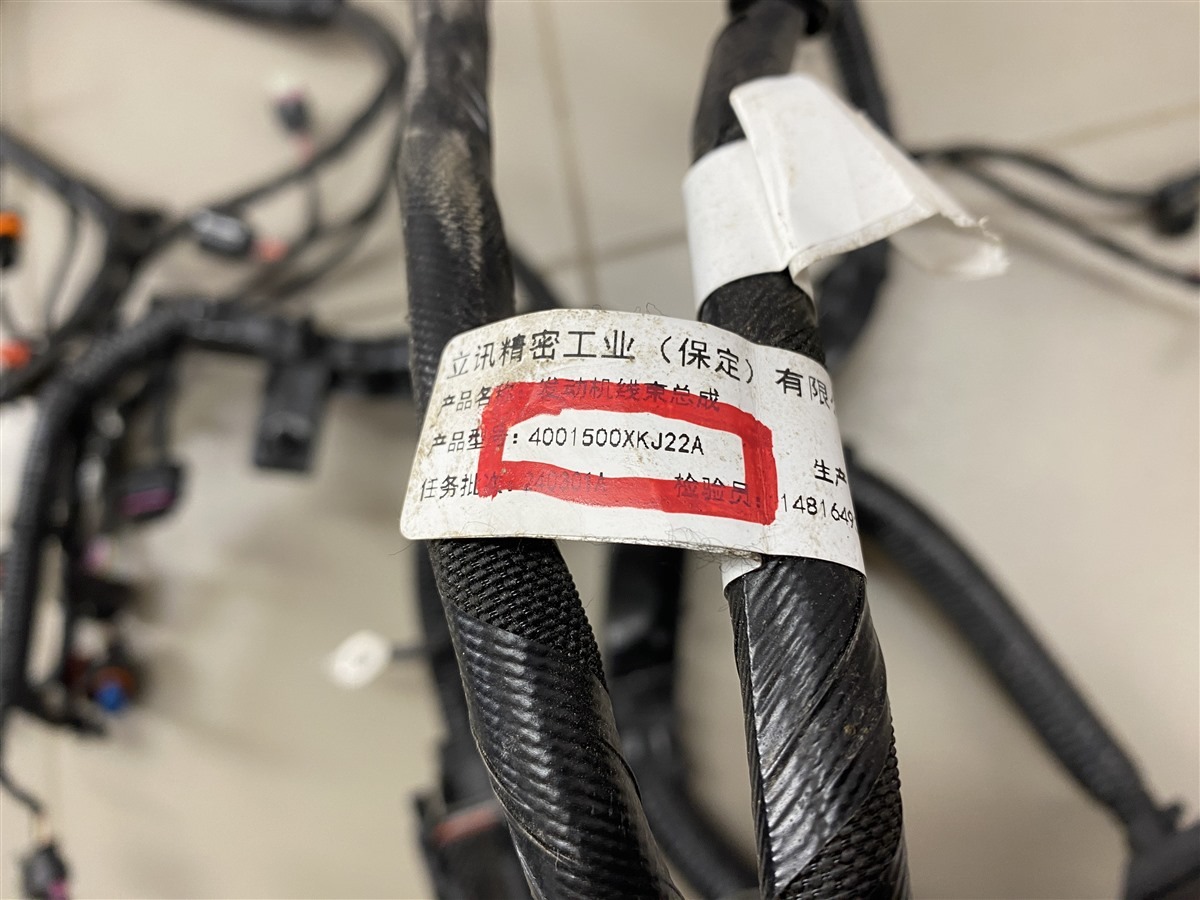 立讯精密工业（保定）有限
产品名称：发动机线束总成
产品型号：4001500XKJ22A
生产
任务批次：240301A 检验员：
1481649